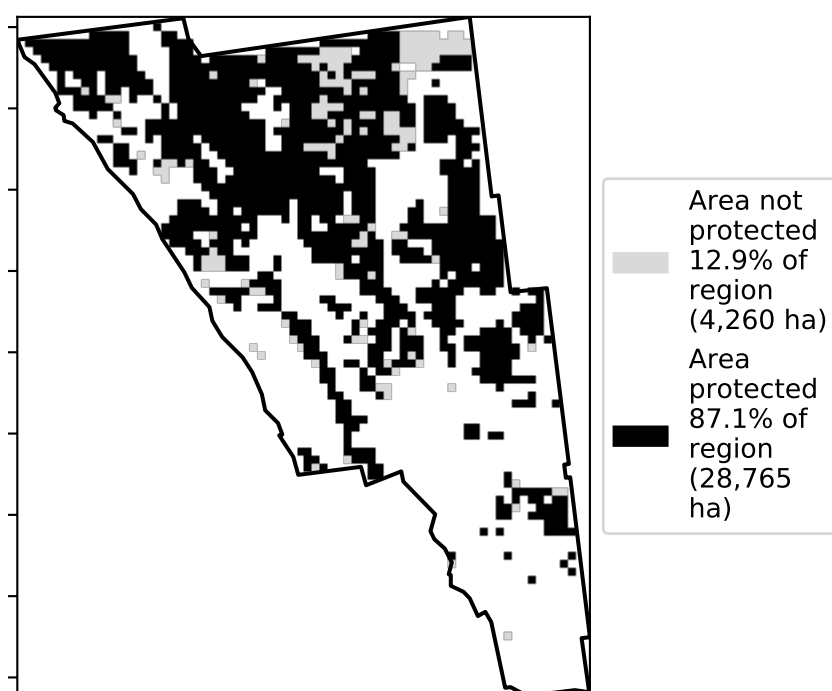 Area not
protected
12.9% of
region
(4,260 ha)
Area
protected
87.1% of
region
(28,765
ha)